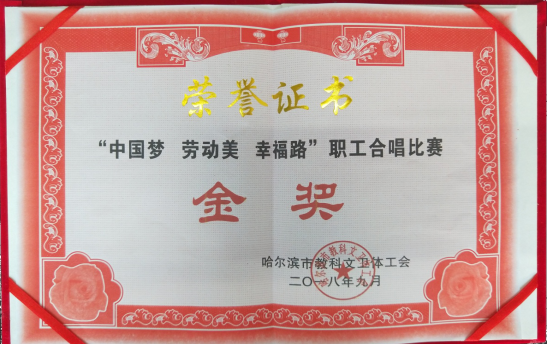 荣誉证书
“中国梦 劳动美 幸福路”职工合唱比赛
金奖
哈尔滨市教科文卫体工会
二〇一八年九月